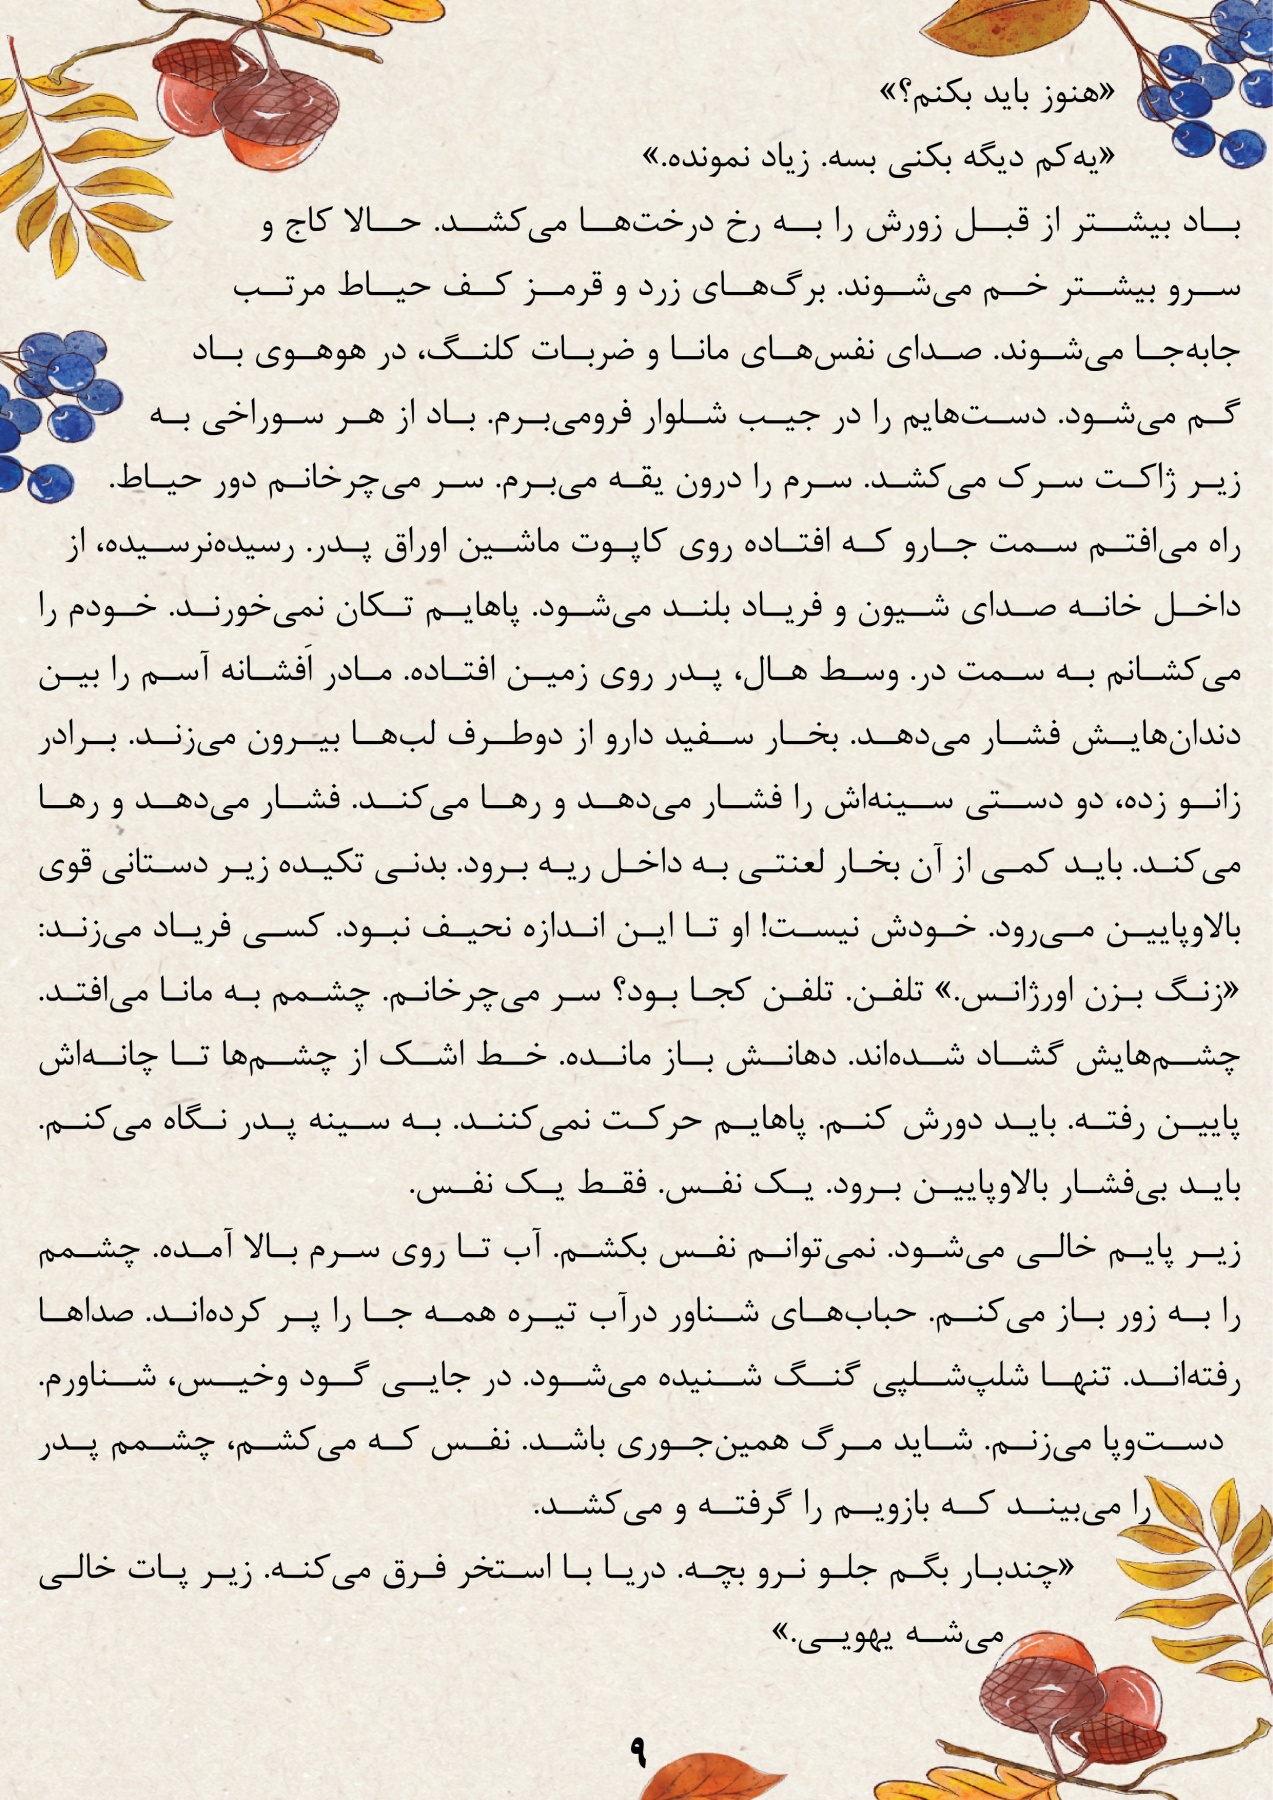 «هنوز باید بکنم؟»
«یه‌کم دیگه بکنی بسه. زیاد نمونده.»
باد بیشتر از قبل زورش را به رخ درخت‌ها می‌کشد. حالا کاج و
سرو بیشتر خم می‌شوند. برگ‌های زرد و قرمز کف حیاط مرتب
جابه‌جا می‌شوند. صدای نفس‌های مانا و ضربات کلنگ، در هوهوی باد
گم می‌شود. دست‌هایم را در جیب شلوار فرومی‌برم. باد از هر سوراخی به
زیر ژاکت سرک می‌کشد. سرم را درون یقه می‌برم. سر می‌چرخانم دور حیاط.
راه می‌افتم سمت جارو که افتاده روی کاپوت ماشین اوراق پدر. رسیده‌نرسیده، از
داخل خانه صدای شیون و فریاد بلند می‌شود. پاهایم تکان نمی‌خورند. خودم را
می‌کشانم به سمت در. وسط هال، پدر روی زمین افتاده. مادر اَفشانه آسم را بین
دندان‌هایش فشار می‌دهد. بخار سفید دارو از دوطرف لب‌ها بیرون می‌زند. برادر
زانو زده، دو دستی سینه‌اش را فشار می‌دهد و رها می‌کند. فشار می‌دهد و رها
می‌کند. باید کمی از آن بخار لعنتی به داخل ریه برود. بدنی تکیده زیر دستانی قوی
بالاوپایین می‌رود. خودش نیست! او تا این اندازه نحیف نبود. کسی فریاد می‌زند:
«زنگ بزن اورژانس.» تلفن. تلفن کجا بود؟ سر می‌چرخانم. چشمم به مانا می‌افتد.
چشم‌هایش گشاد شده‌اند. دهانش باز مانده. خط اشک از چشم‌ها تا چانه‌اش
پایین رفته. باید دورش کنم. پاهایم حرکت نمی‌کنند. به سینه پدر نگاه می‌کنم.
باید بی‌فشار بالاوپایین برود. یک نفس. فقط یک نفس.
زیر پایم خالی می‌شود. نمی‌توانم نفس بکشم. آب تا روی سرم بالا آمده. چشمم
را به زور باز می‌کنم. حباب‌های شناور درآب تیره همه جا را پر کرده‌اند. صداها
رفته‌اند. تنها شلپ‌شلپی گنگ شنیده می‌شود. در جایی گود وخیس، شناورم.
دست‌وپا می‌زنم. شاید مرگ همین‌جوری باشد. نفس که می‌کشم، چشمم پدر
را می‌بیند که بازویم را گرفته و می‌کشد.
«چندبار بگم جلو نرو بچه. دریا با استخر فرق می‌کنه. زیر پات خالی
می‌شه یهویی.»
۹